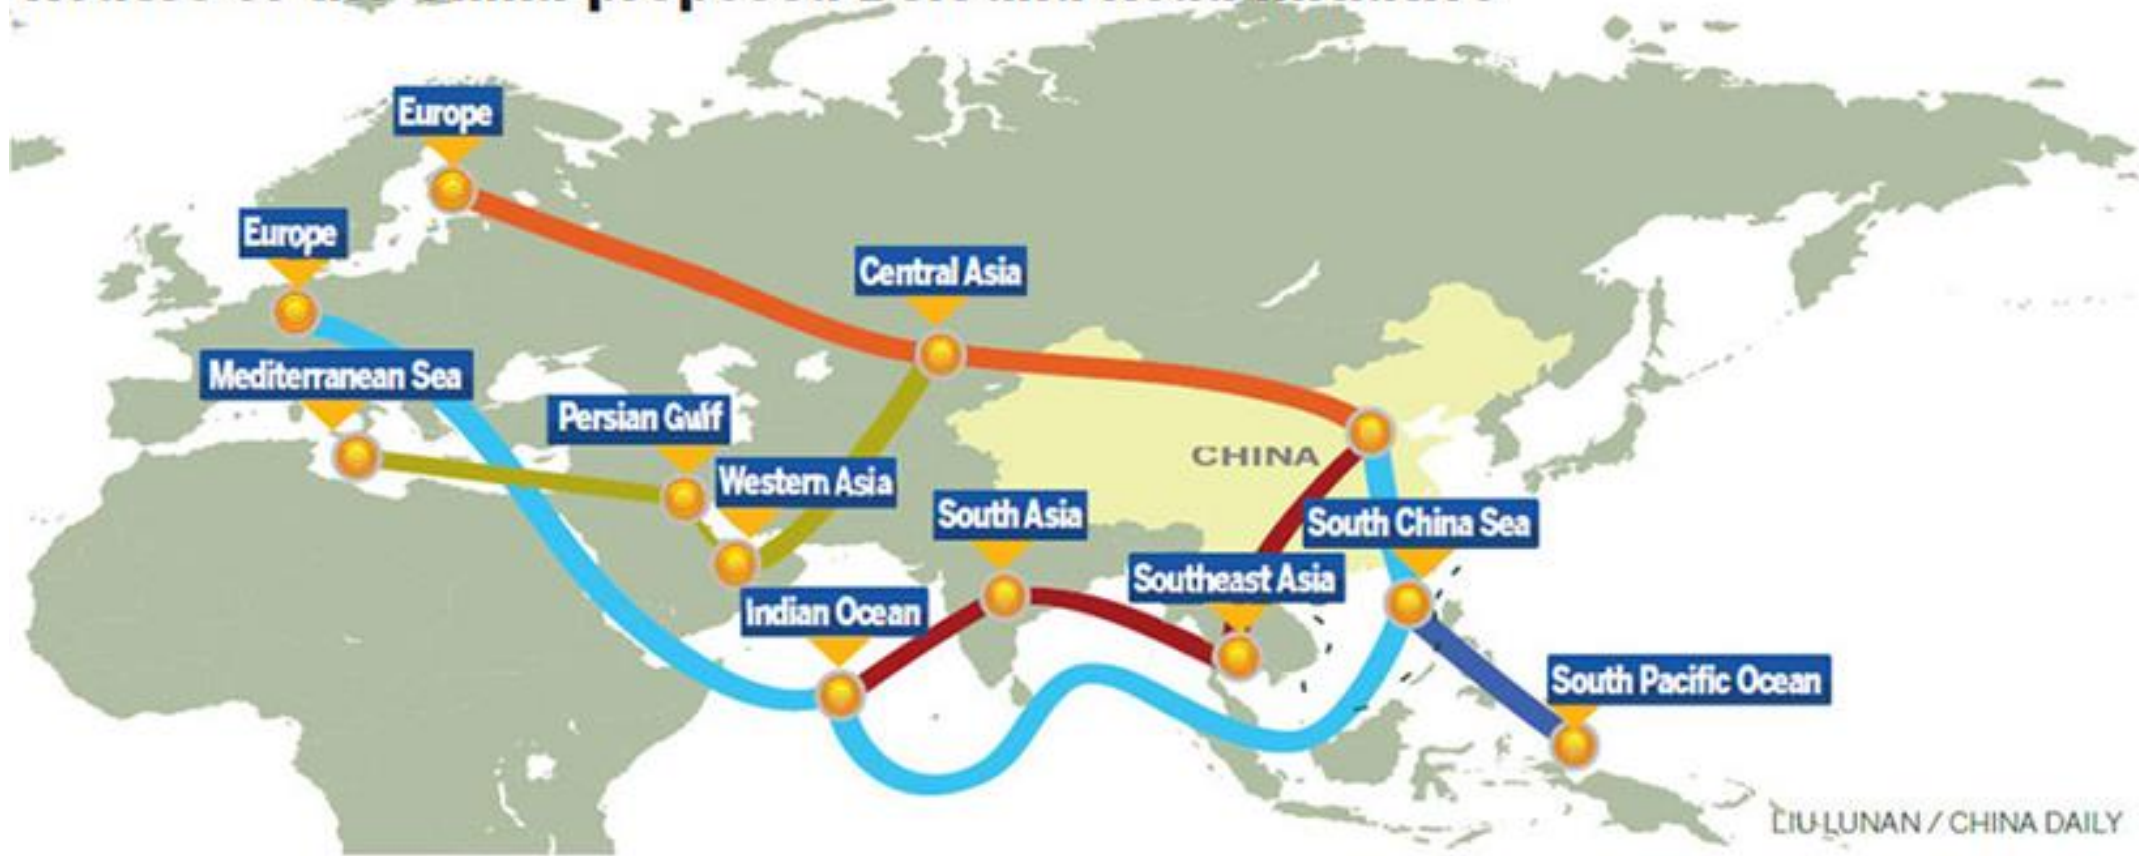 Europe
Europe
Central Asia
Mediterranean Sea
Persian Gulf
Western Asia
CHINA
South Asia
South China Sea
Southeast Asia
Indian Ocean
South Pacific Ocean
LIU LUNAN / CHINA DAILY